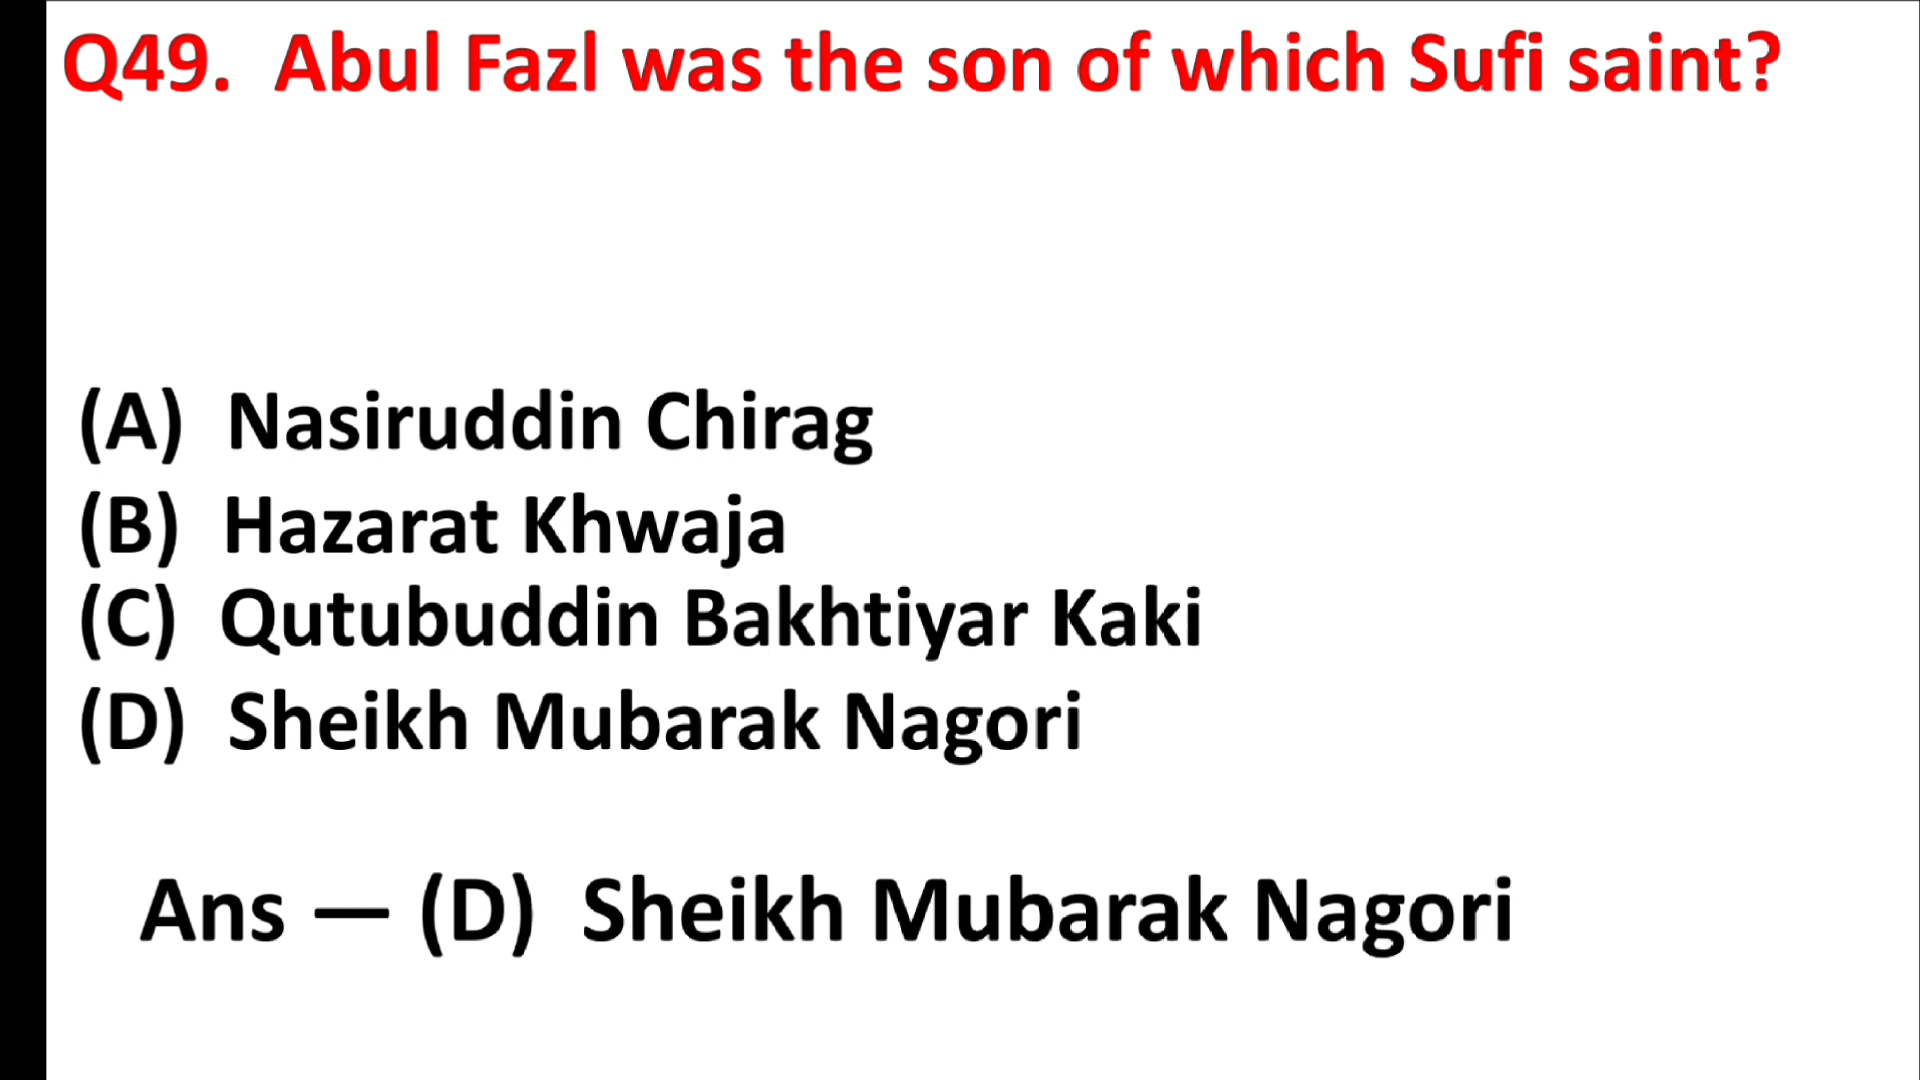 Q49. Abul Fazl was the son of which Sufi saint?
(A) Nasiruddin Chirag
(B) Hazarat Khwaja
(C) Qutubuddin Bakhtiyar Kaki
(D) Sheikh Mubarak Nagori
Ans — (D) Sheikh Mubarak Nagori